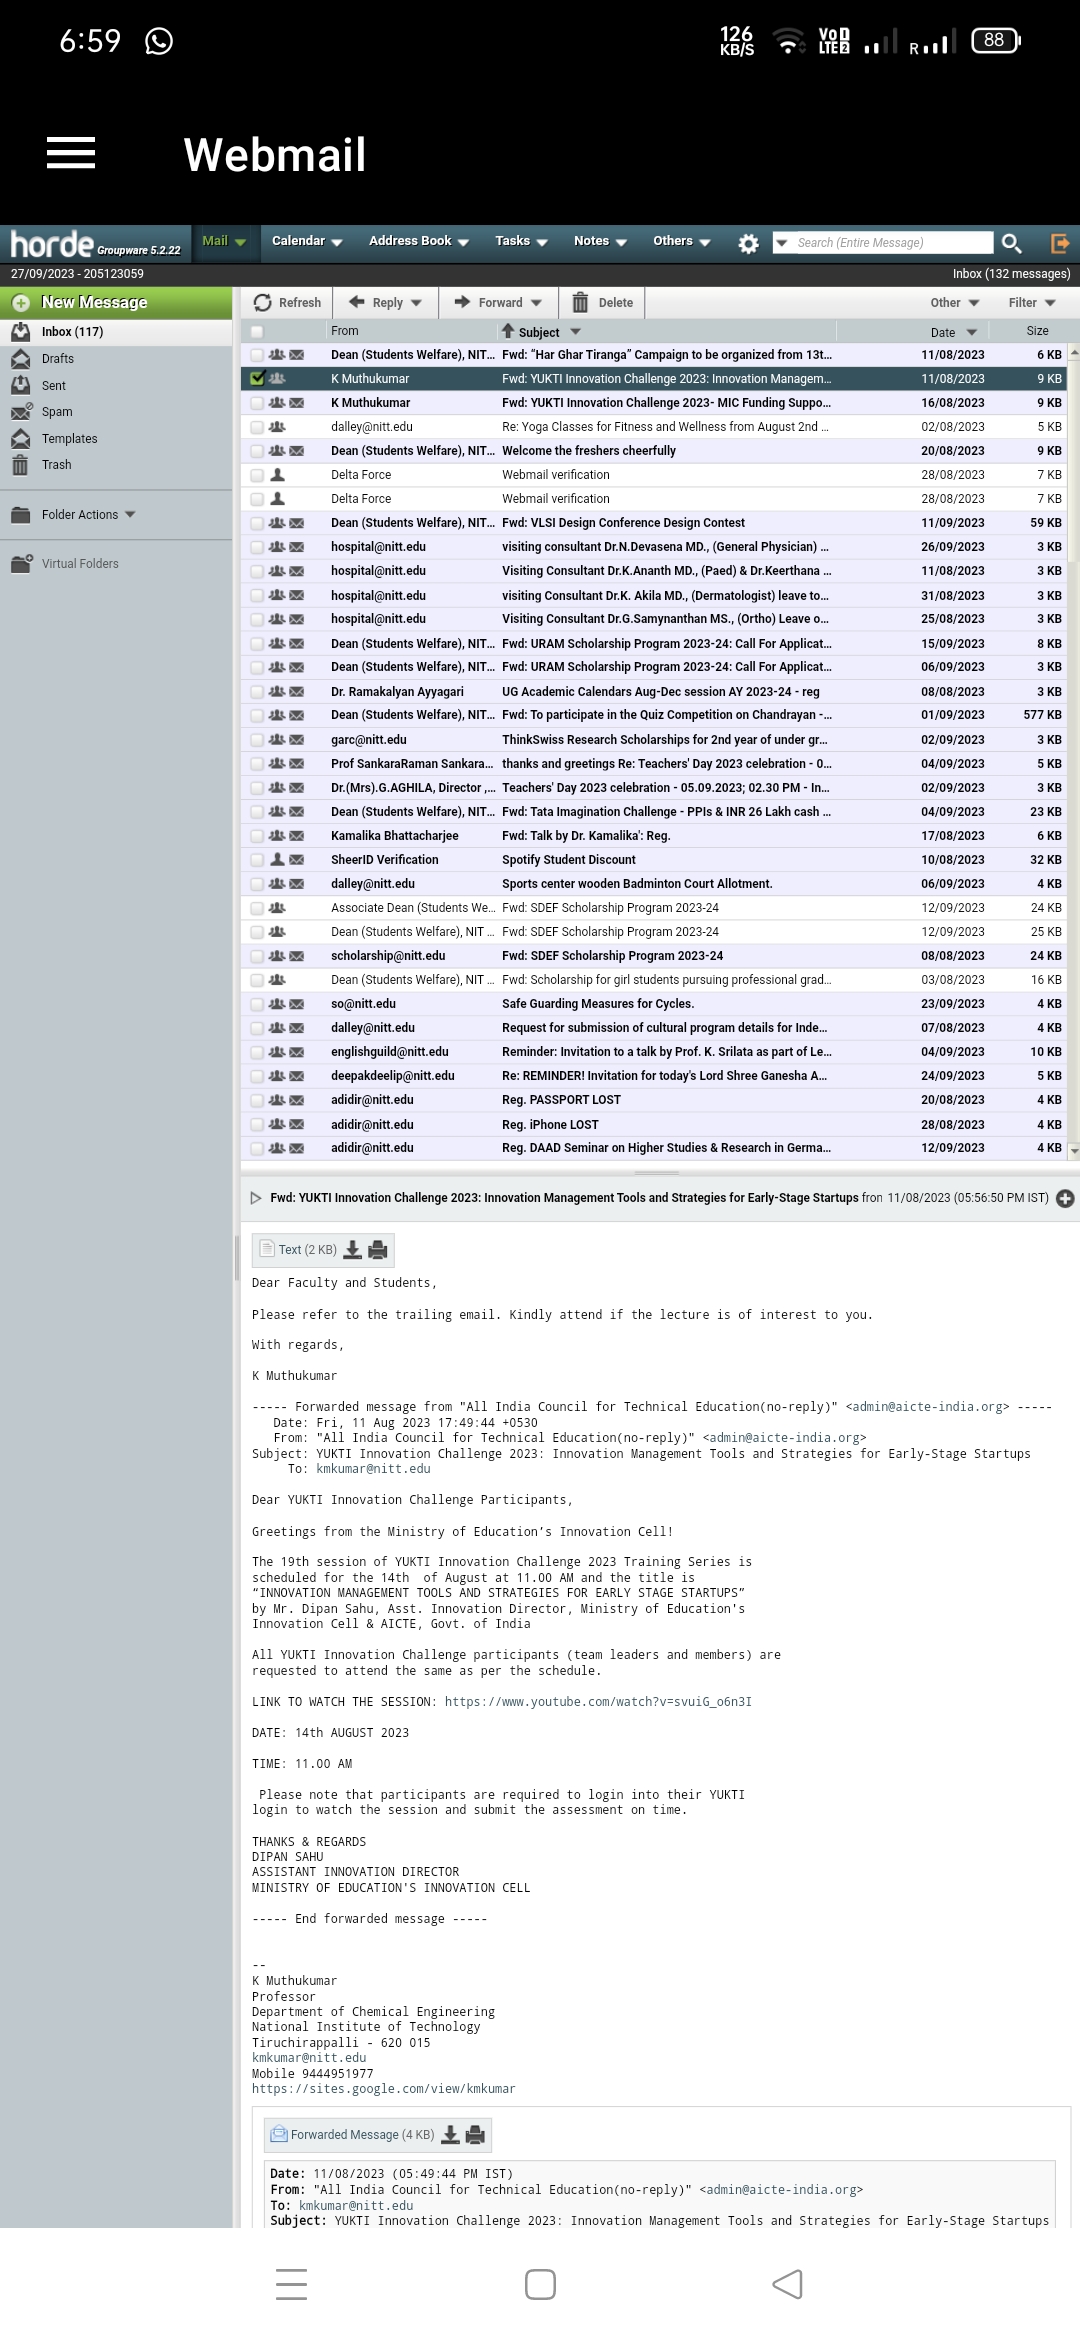 6:59
126 KB/S Vo LTE 2 R 88
Webmail
horde Groupware 5.2.22 Mail Calendar Address Book Tasks Notes Others Search (Entire Message)
27/09/2023 - 205123059 Inbox (132 messages)
New Message
Inbox (117)
Drafts
Sent
Spam
Templates
Trash
Folder Actions
Virtual Folders
Refresh Reply Forward Delete Other Filter
From Subject Date Size
Dean (Students Welfare), NIT... Fwd: “Har Ghar Tiranga” Campaign to be organized from 13t... 11/08/2023 6 KB
K Muthukumar Fwd: YUKTI Innovation Challenge 2023: Innovation Managem... 11/08/2023 9 KB
K Muthukumar Fwd: YUKTI Innovation Challenge 2023- MIC Funding Suppo... 16/08/2023 9 KB
dalley@nitt.edu Re: Yoga Classes for Fitness and Wellness from August 2nd ... 02/08/2023 5 KB
Dean (Students Welfare), NIT... Welcome the freshers cheerfully 20/08/2023 9 KB
Delta Force Webmail verification 28/08/2023 7 KB
Delta Force Webmail verification 28/08/2023 7 KB
Dean (Students Welfare), NIT... Fwd: VLSI Design Conference Design Contest 11/09/2023 59 KB
hospital@nitt.edu visiting consultant Dr.N.Devasena MD., (General Physician) ... 26/09/2023 3 KB
hospital@nitt.edu Visiting Consultant Dr.K.Ananth MD., (Paed) & Dr.Keerthana ... 11/08/2023 3 KB
hospital@nitt.edu visiting Consultant Dr.K. Akila MD., (Dermatologist) leave to... 31/08/2023 3 KB
hospital@nitt.edu Visiting Consultant Dr.G.Samynanthan MS., (Ortho) Leave o... 25/08/2023 3 KB
Dean (Students Welfare), NIT... Fwd: URAM Scholarship Program 2023-24: Call For Applicat... 15/09/2023 8 KB
Dean (Students Welfare), NIT... Fwd: URAM Scholarship Program 2023-24: Call For Applicat... 06/09/2023 3 KB
Dr. Ramakalyan Ayyagari UG Academic Calendars Aug-Dec session AY 2023-24 - reg 08/08/2023 3 KB
Dean (Students Welfare), NIT... Fwd: To participate in the Quiz Competition on Chandrayan -... 01/09/2023 577 KB
garc@nitt.edu ThinkSwiss Research Scholarships for 2nd year of under gr... 02/09/2023 3 KB
Prof SankaraRaman Sankara... thanks and greetings Re: Teachers' Day 2023 celebration - 0... 04/09/2023 5 KB
Dr.(Mrs).G.AGHILA, Director ,... Teachers' Day 2023 celebration - 05.09.2023; 02.30 PM - In... 02/09/2023 3 KB
Dean (Students Welfare), NIT... Fwd: Tata Imagination Challenge - PPIs & INR 26 Lakh cash ... 04/09/2023 23 KB
Kamalika Bhattacharjee Fwd: Talk by Dr. Kamalika': Reg. 17/08/2023 6 KB
SheerID Verification Spotify Student Discount 10/08/2023 32 KB
dalley@nitt.edu Sports center wooden Badminton Court Allotment. 06/09/2023 4 KB
Associate Dean (Students We... Fwd: SDEF Scholarship Program 2023-24 12/09/2023 24 KB
Dean (Students Welfare), NIT ... Fwd: SDEF Scholarship Program 2023-24 12/09/2023 25 KB
scholarship@nitt.edu Fwd: SDEF Scholarship Program 2023-24 08/08/2023 24 KB
Dean (Students Welfare), NIT ... Fwd: Scholarship for girl students pursuing professional grad... 03/08/2023 16 KB
so@nitt.edu Safe Guarding Measures for Cycles. 23/09/2023 4 KB
dalley@nitt.edu Request for submission of cultural program details for Inde... 07/08/2023 4 KB
englishguild@nitt.edu Reminder: Invitation to a talk by Prof. K. Srilata as part of Le... 04/09/2023 10 KB
deepakdeelip@nitt.edu Re: REMINDER! Invitation for today's Lord Shree Ganesha A... 24/09/2023 5 KB
adidir@nitt.edu Reg. PASSPORT LOST 20/08/2023 4 KB
adidir@nitt.edu Reg. iPhone LOST 28/08/2023 4 KB
adidir@nitt.edu Reg. DAAD Seminar on Higher Studies & Research in Germa... 12/09/2023 4 KB
Fwd: YUKTI Innovation Challenge 2023: Innovation Management Tools and Strategies for Early-Stage Startups from 11/08/2023 (05:56:50 PM IST)
Text (2 KB)
Dear Faculty and Students,
Please refer to the trailing email. Kindly attend if the lecture is of interest to you.
With regards,
K Muthukumar
----- Forwarded message from "All India Council for Technical Education(no-reply)" <admin@aicte-india.org> -----
Date: Fri, 11 Aug 2023 17:49:44 +0530
From: "All India Council for Technical Education(no-reply)" <admin@aicte-india.org>
Subject: YUKTI Innovation Challenge 2023: Innovation Management Tools and Strategies for Early-Stage Startups
To: kmkumar@nitt.edu
Dear YUKTI Innovation Challenge Participants,
Greetings from the Ministry of Education’s Innovation Cell!
The 19th session of YUKTI Innovation Challenge 2023 Training Series is
scheduled for the 14th  of August at 11.00 AM and the title is
“INNOVATION MANAGEMENT TOOLS AND STRATEGIES FOR EARLY STAGE STARTUPS”
by Mr. Dipan Sahu, Asst. Innovation Director, Ministry of Education's
Innovation Cell & AICTE, Govt. of India
All YUKTI Innovation Challenge participants (team leaders and members) are
requested to attend the same as per the schedule.
LINK TO WATCH THE SESSION: https://www.youtube.com/watch?v=svuiG_o6n3I
DATE: 14th AUGUST 2023
TIME: 11.00 AM
Please note that participants are required to login into their YUKTI
login to watch the session and submit the assessment on time.
THANKS & REGARDS
DIPAN SAHU
ASSISTANT INNOVATION DIRECTOR
MINISTRY OF EDUCATION'S INNOVATION CELL
----- End forwarded message -----
--
K Muthukumar
Professor
Department of Chemical Engineering
National Institute of Technology
Tiruchirappalli - 620 015
kmkumar@nitt.edu
Mobile 9444951977
https://sites.google.com/view/kmkumar
Forwarded Message (4 KB)
Date: 11/08/2023 (05:49:44 PM IST)
From: "All India Council for Technical Education(no-reply)" <admin@aicte-india.org>
To: kmkumar@nitt.edu
Subject: YUKTI Innovation Challenge 2023: Innovation Management Tools and Strategies for Early-Stage Startups